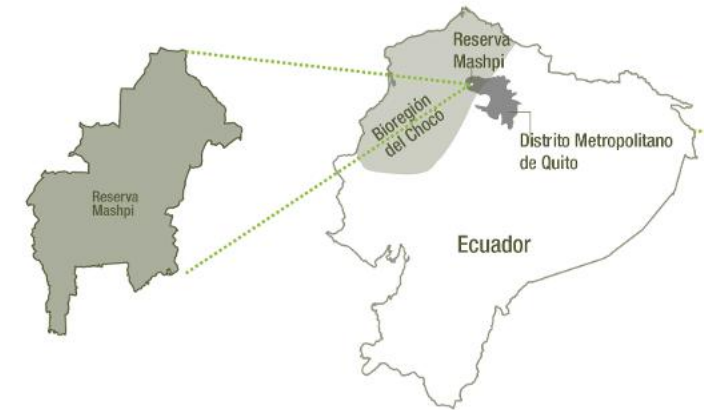 Reserva
Mashpi
Reserva
Mashpi
Bioregión
del Chocó
Distrito Metropolitano
de Quito
Ecuador